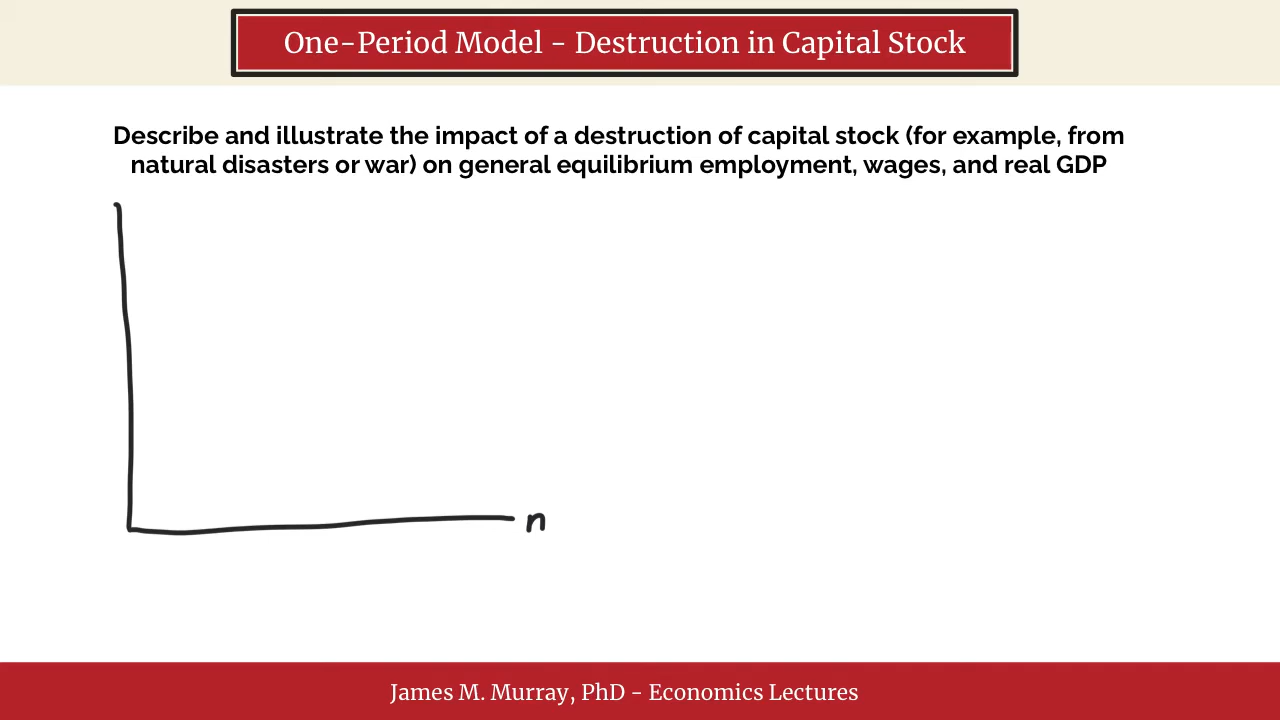 One-Period Model - Destruction in Capital Stock
Describe and illustrate the impact of a destruction of capital stock (for example, from
natural disasters or war) on general equilibrium employment, wages, and real GDP
n
James M. Murray, PhD - Economics Lectures